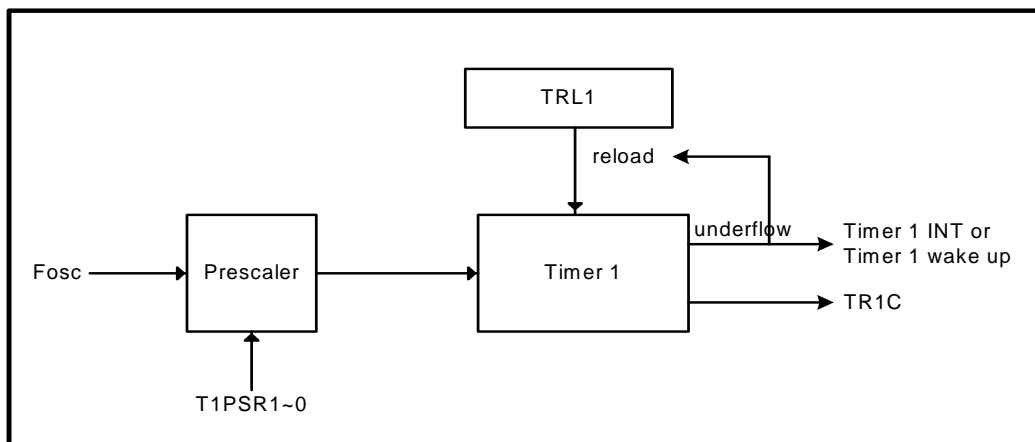 TRL1
reload
underflow
Timer 1 INT or
Timer 1 wake up
Fosc
Prescaler
Timer 1
TR1C
T1PSR1~0